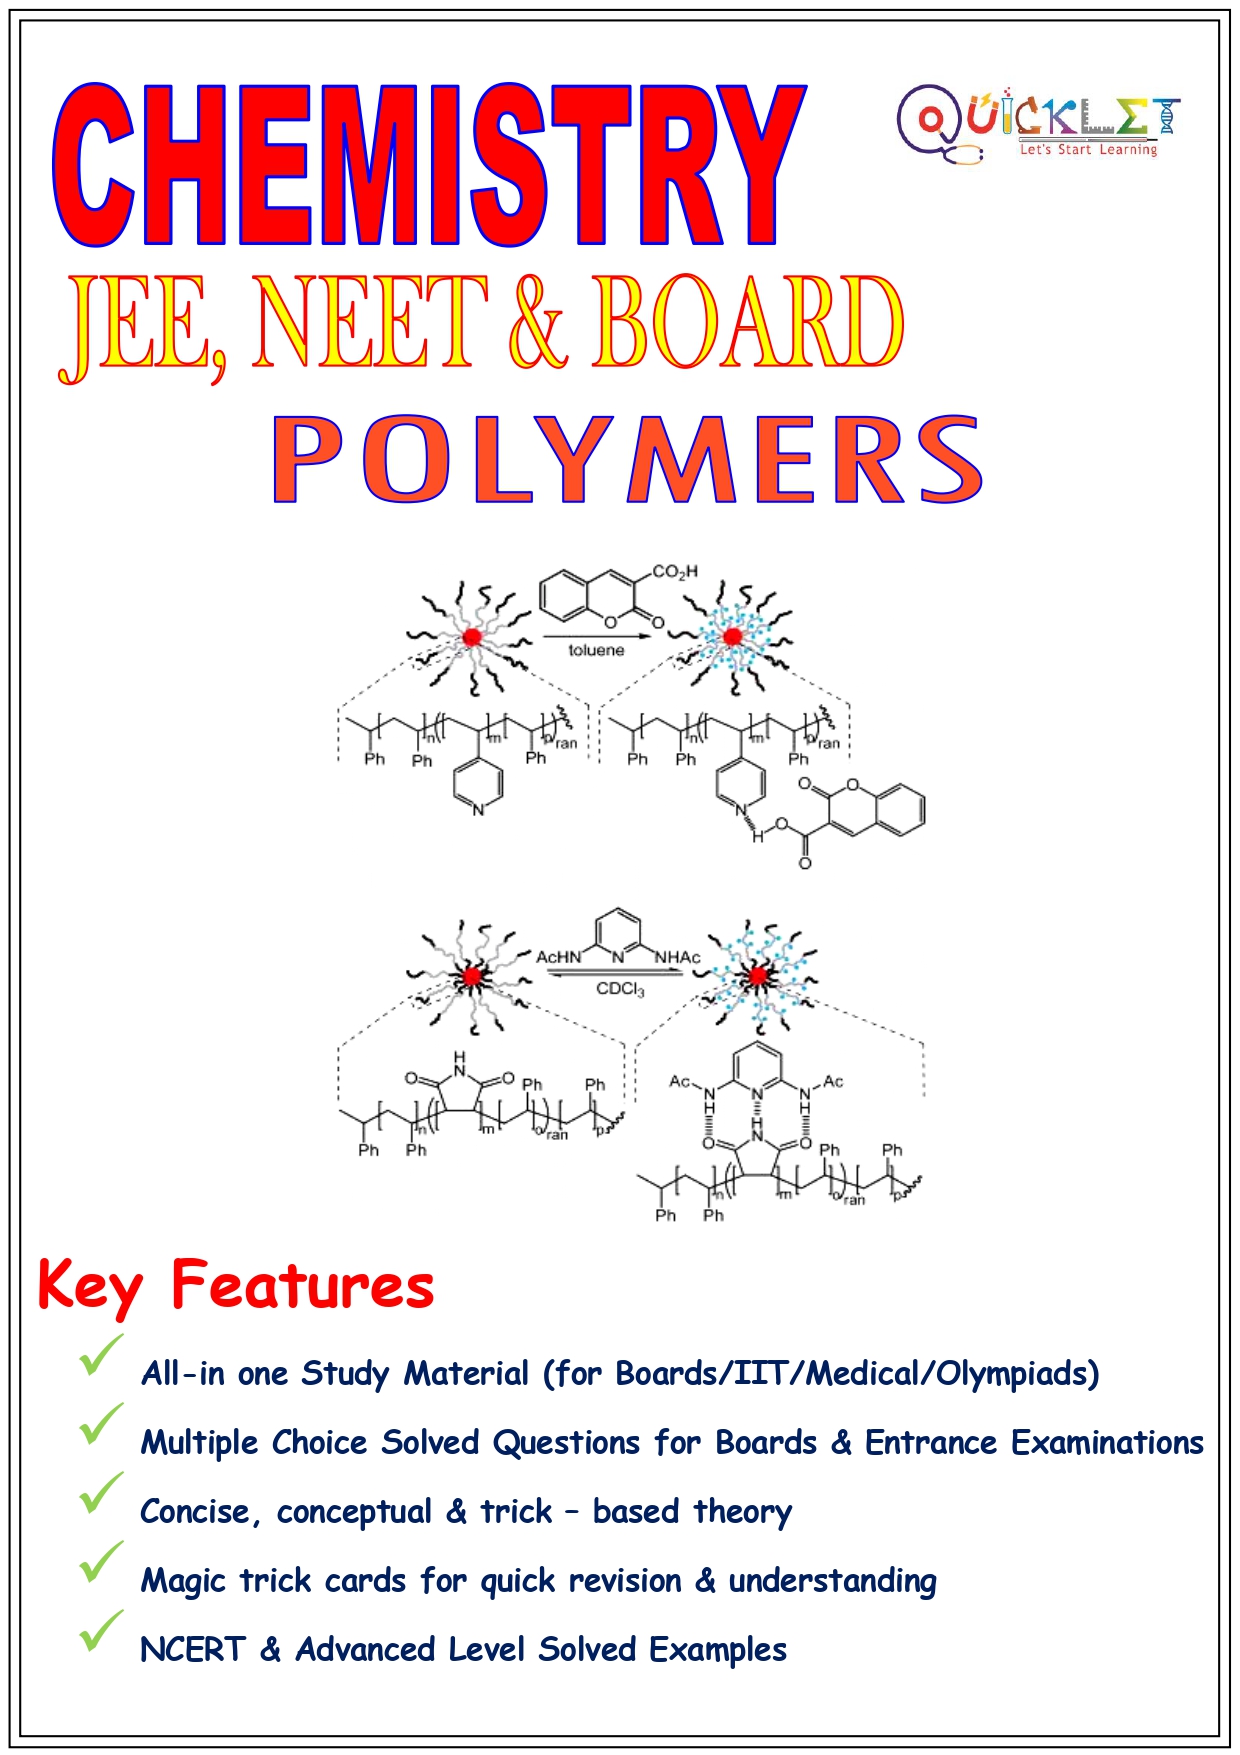 CHEMISTRY
QUICKLET
Let's Start Learning
JEE, NEET & BOARD
POLYMERS
CO₂H
O O
toluene
n m p ran
Ph Ph Ph
N
n m p ran
Ph Ph Ph
O O
N
H O
O
AcHN N NHAc
CDCl₃
H
N
O O
Ph Ph
n m o ran p
Ph Ph
Ac Ac
N N N
H H H
O N O
Ph Ph
n m o ran p
Ph Ph
Key Features
✓ All-in one Study Material (for Boards/IIT/Medical/Olympiads)
✓ Multiple Choice Solved Questions for Boards & Entrance Examinations
✓ Concise, conceptual & trick – based theory
✓ Magic trick cards for quick revision & understanding
✓ NCERT & Advanced Level Solved Examples